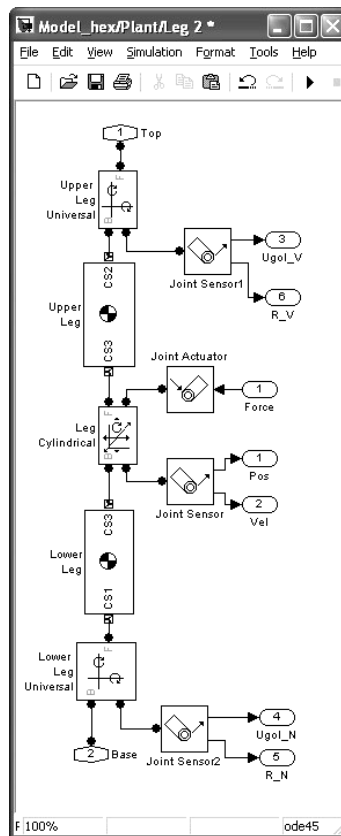 Model_hex/Plant/Leg 2 *
File Edit View Simulation Format Tools Help
1 Top
F
Upper
Leg
Universal
B
CS2
Upper
Leg
CS3
3
Ugol_V
Joint Sensor1
6
R_V
Joint Actuator
1
Force
F
Leg
Cylindrical
B
1
Pos
Joint Sensor
2
Vel
CS3
Lower
Leg
CS1
F
Lower
Leg
Universal
B
2 Base
4
Ugol_N
Joint Sensor2
5
R_N
F 100% ode45